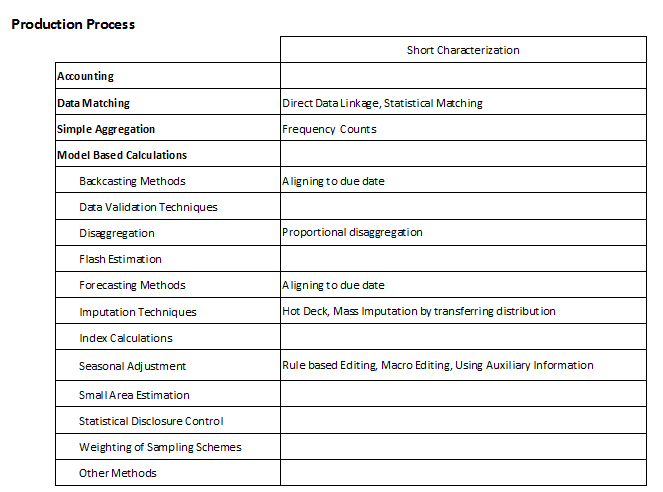 Production Process
Short Characterization
Accounting
Data Matching Direct Data Linkage, Statistical Matching
Simple Aggregation Frequency Counts
Model Based Calculations
Backcasting Methods Aligning to due date
Data Validation Techniques
Disaggregation Proportional disaggregation
Flash Estimation
Forecasting Methods Aligning to due date
Imputation Techniques Hot Deck, Mass Imputation by transferring distribution
Index Calculations
Seasonal Adjustment Rule based Editing, Macro Editing, Using Auxiliary Information
Small Area Estimation
Statistical Disclosure Control
Weighting of Sampling Schemes
Other Methods